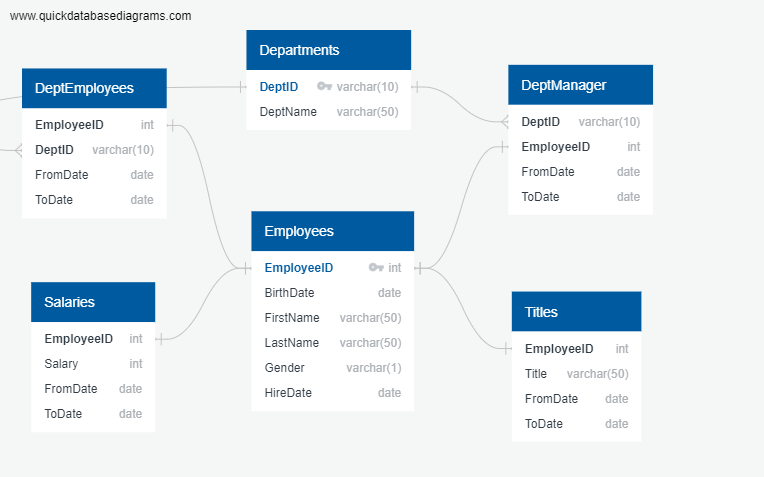 www.quickdatabasediagrams.com
Departments
DeptID varchar(10)
DeptName varchar(50)
DeptEmployees
EmployeeID int
DeptID varchar(10)
FromDate date
ToDate date
DeptManager
DeptID varchar(10)
EmployeeID int
FromDate date
ToDate date
Employees
EmployeeID int
BirthDate date
FirstName varchar(50)
LastName varchar(50)
Gender varchar(1)
HireDate date
Salaries
EmployeeID int
Salary int
FromDate date
ToDate date
Titles
EmployeeID int
Title varchar(50)
FromDate date
ToDate date